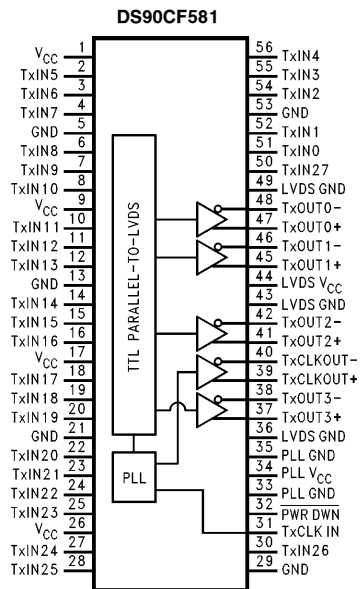 DS90CF581
VCC 1 56 TxIN4
TxIN5 2 55 TxIN3
TxIN6 3 54 TxIN2
TxIN7 4 53 GND
GND 5 52 TxIN1
TxIN8 6 51 TxIN0
TxIN9 7 50 TxIN27
TxIN10 8 49 LVDS GND
VCC 9 48 TxOUT0−
TxIN11 10 47 TxOUT0+
TxIN12 11 46 TxOUT1−
TxIN13 12 45 TxOUT1+
GND 13 44 LVDS VCC
TxIN14 14 43 LVDS GND
TxIN15 15 42 TxOUT2−
TxIN16 16 41 TxOUT2+
VCC 17 40 TxCLKOUT−
TxIN17 18 39 TxCLKOUT+
TxIN18 19 38 TxOUT3−
TxIN19 20 37 TxOUT3+
GND 21 36 LVDS GND
TxIN20 22 35 PLL GND
TxIN21 23 34 PLL VCC
TxIN22 24 33 PLL GND
TxIN23 25 32 PWR DWN
VCC 26 31 TxCLK IN
TxIN24 27 30 TxIN26
TxIN25 28 29 GND
TTL PARALLEL-TO-LVDS
PLL